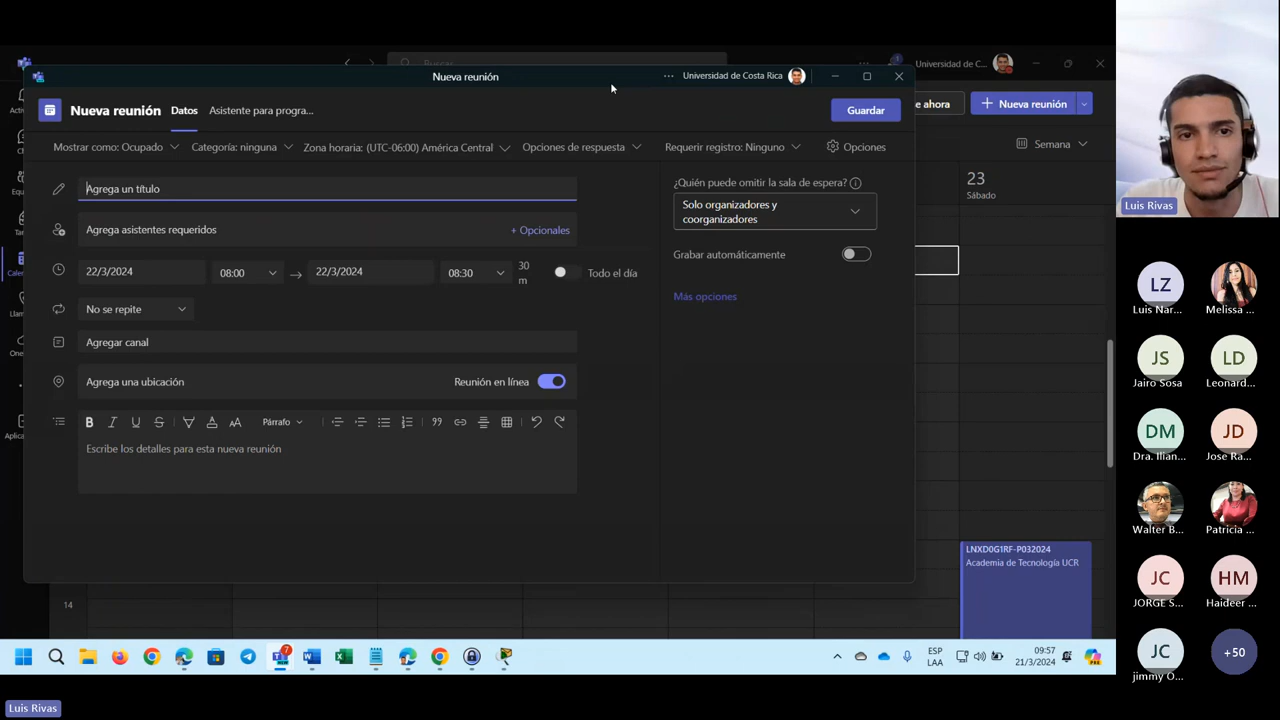 Buscar
Universidad de C...
Nueva reunión
Universidad de Costa Rica
Nueva reunión
Datos
Asistente para progra...
Guardar
e ahora
Nueva reunión
Mostrar como: Ocupado
Categoría: ninguna
Zona horaria: (UTC-06:00) América Central
Opciones de respuesta
Requerir registro: Ninguno
Opciones
Semana
Agrega un título
¿Quién puede omitir la sala de espera?
Solo organizadores y
coorganizadores
23
Sábado
Agrega asistentes requeridos
+ Opcionales
Grabar automáticamente
22/3/2024
08:00
22/3/2024
08:30
30
m
Todo el día
Más opciones
No se repite
Agregar canal
Agrega una ubicación
Reunión en línea
Párrafo
Escribe los detalles para esta nueva reunión
LNXD0G1RF-P032024
Academia de Tecnología UCR
14
7
ESP
LAA
09:57
21/3/2024
Luis Rivas
Luis Rivas
LZ
Luis Nar...
Melissa ...
JS
Jairo Sosa
LD
Leonard...
DM
Dra. Ilian...
JD
Jose Ra...
Walter B...
Patricia ...
JC
JORGE S...
HM
Haideer ...
JC
jimmy O...
+50